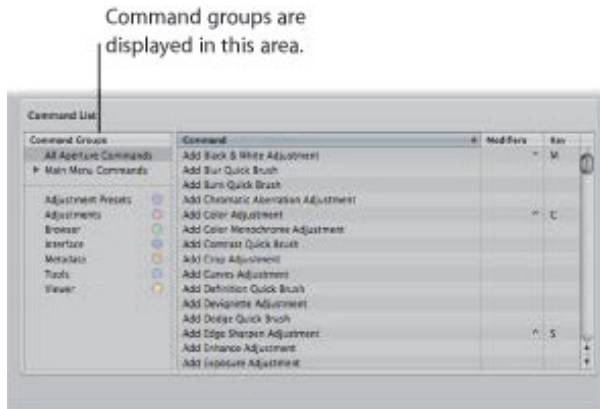 Command groups are
displayed in this area.
Command List
Command Groups
Command
Modifiers
Key
All Aperture Commands
Main Menu Commands
Adjustment Presets
Adjustments
Browser
Interface
Metadata
Tools
Viewer
Add Black & White Adjustment
^
M
Add Blur Quick Brush
Add Burn Quick Brush
Add Chromatic Aberration Adjustment
Add Color Adjustment
^
C
Add Color Monochrome Adjustment
Add Contrast Quick Brush
Add Crop Adjustment
Add Curves Adjustment
Add Definition Quick Brush
Add Devignette Adjustment
Add Dodge Quick Brush
Add Edge Sharpen Adjustment
^
S
Add Enhance Adjustment
Add Exposure Adjustment